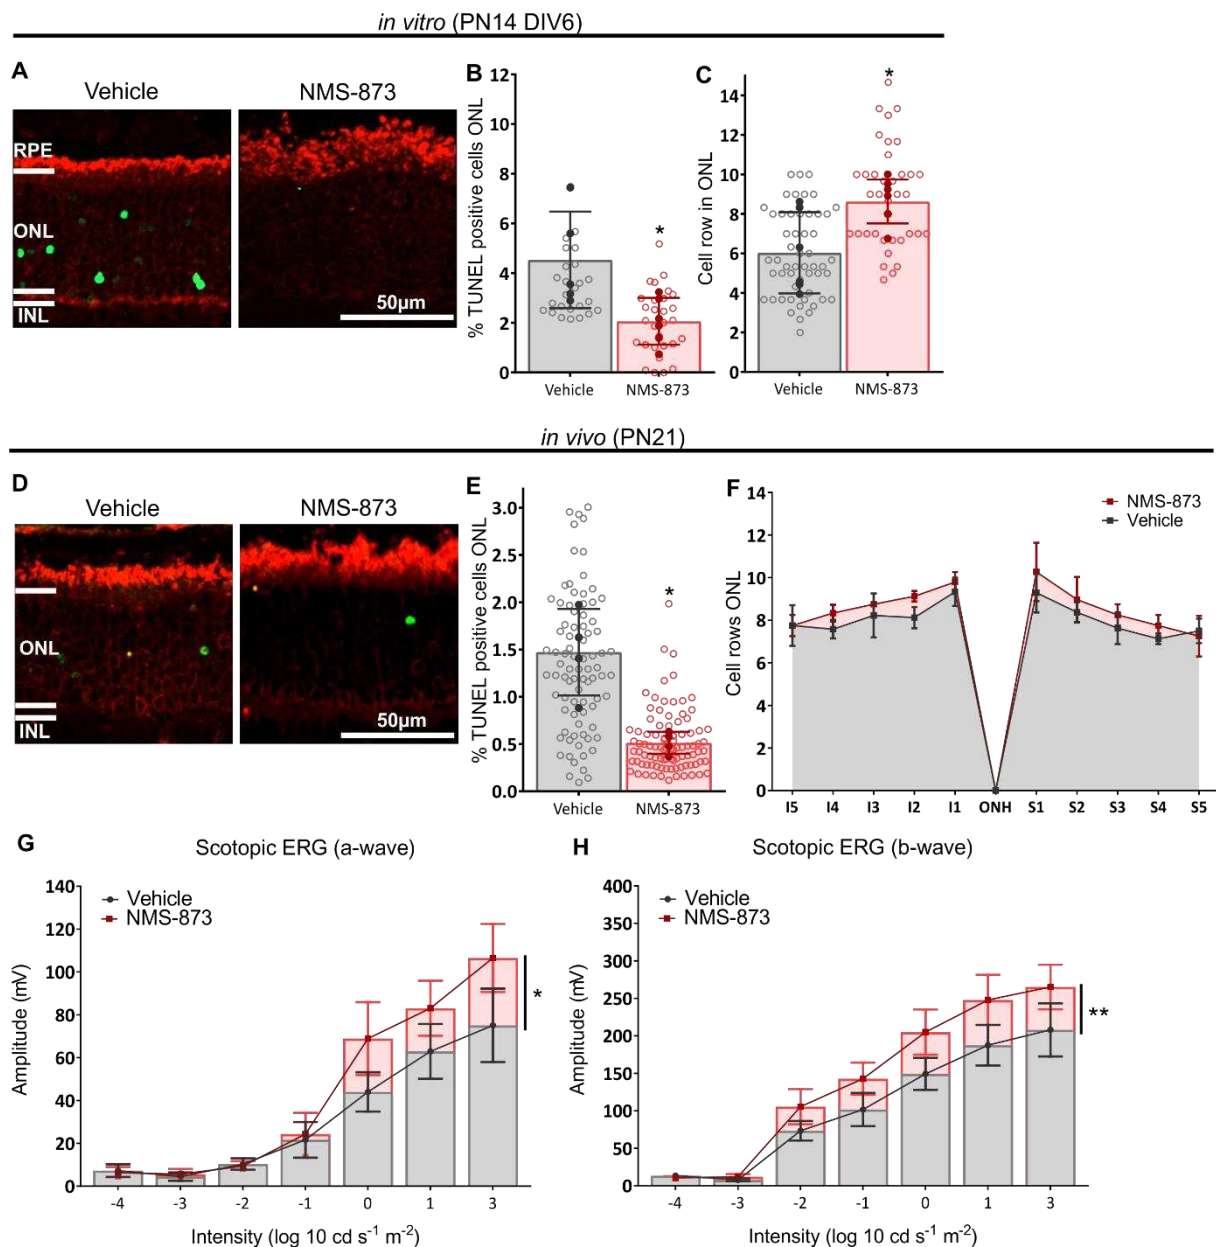 in vitro (PN14 DIV6)
A
Vehicle
NMS-873
RPE
ONL
INL
50µm
B
% TUNEL positive cells ONL
12
10
8
6
4
2
0
*
Vehicle
NMS-873
C
Cell row in ONL
14
12
10
8
6
4
2
0
*
Vehicle
NMS-873
in vivo (PN21)
D
Vehicle
NMS-873
ONL
INL
50µm
E
% TUNEL positive cells ONL
3.0
2.5
2.0
1.5
1.0
0.5
0.0
*
Vehicle
NMS-873
F
Cell rows ONL
14
12
10
8
6
4
2
0
NMS-873
Vehicle
I5 I4 I3 I2 I1 ONH S1 S2 S3 S4 S5
G
Scotopic ERG (a-wave)
Amplitude (mV)
140
120
100
80
60
40
20
0
Vehicle
NMS-873
*
-4 -3 -2 -1 0 1 3
Intensity (log 10 cd s⁻¹ m⁻²)
H
Scotopic ERG (b-wave)
Amplitude (mV)
400
350
300
250
200
150
100
50
0
Vehicle
NMS-873
**
-4 -3 -2 -1 0 1 3
Intensity (log 10 cd s⁻¹ m⁻²)